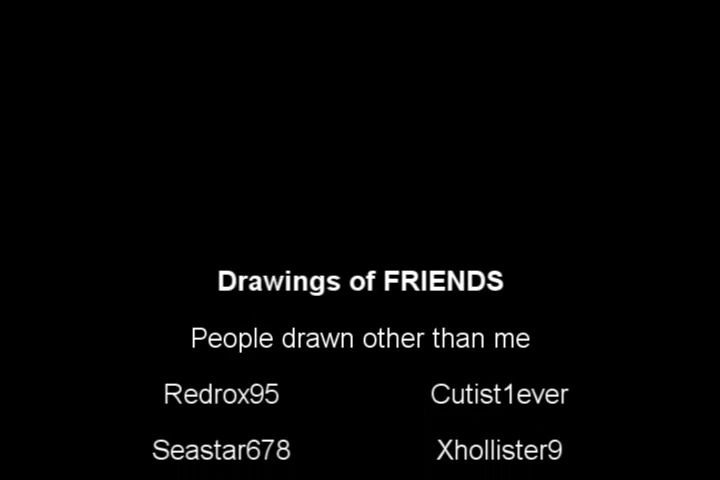 Drawings of FRIENDS
People drawn other than me
Redrox95 Cutist1ever
Seastar678 Xhollister9